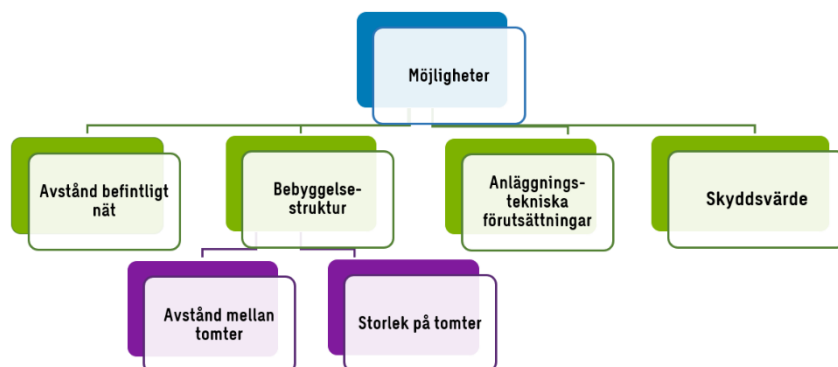 Möjligheter
Avstånd befintligt
nät
Bebyggelse-
struktur
Anläggnings-
tekniska
förutsättningar
Skyddsvärde
Avstånd mellan
tomter
Storlek på tomter